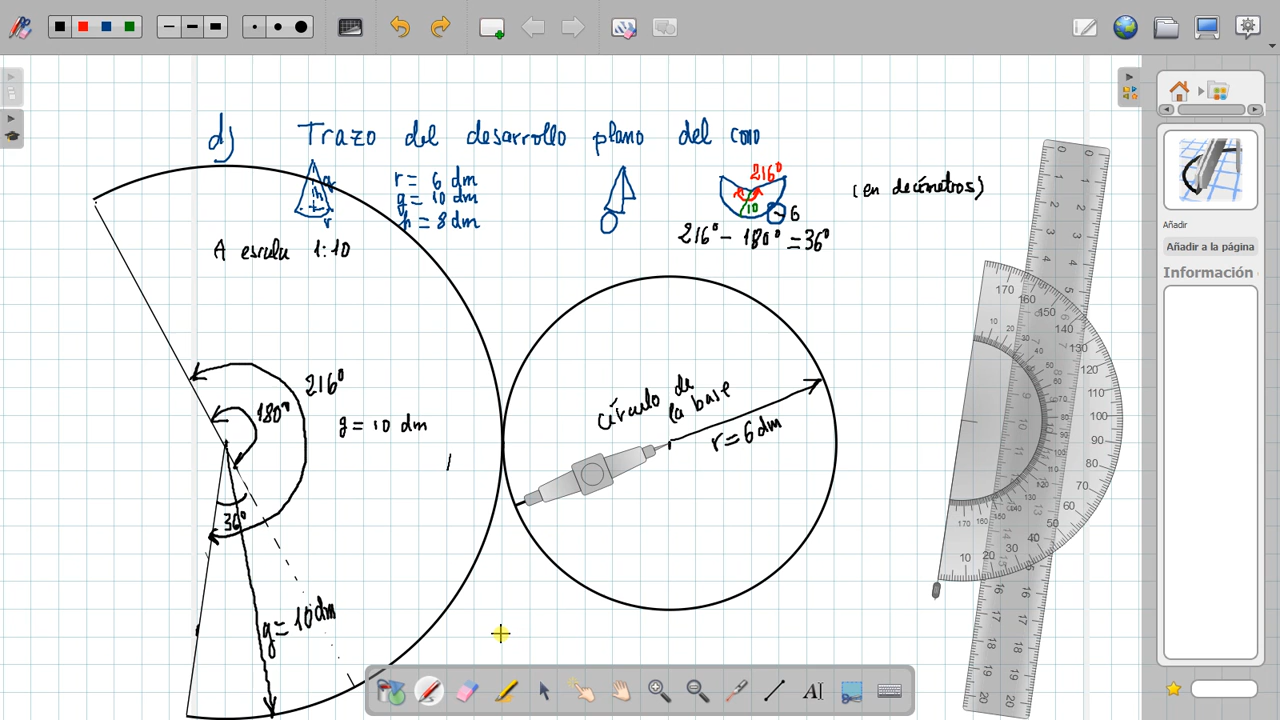 d) Trazo del desarrollo plano del cono
g
h
r
r = 6 dm
g = 10 dm
h = 8 dm
216°
10
6
216° - 180° = 36°
(en decímetros)
A escala 1:10
216°
180°
g = 10 dm
36°
g = 10 dm
círculo de
la base
r = 6 dm
Añadir
Añadir a la página
Información